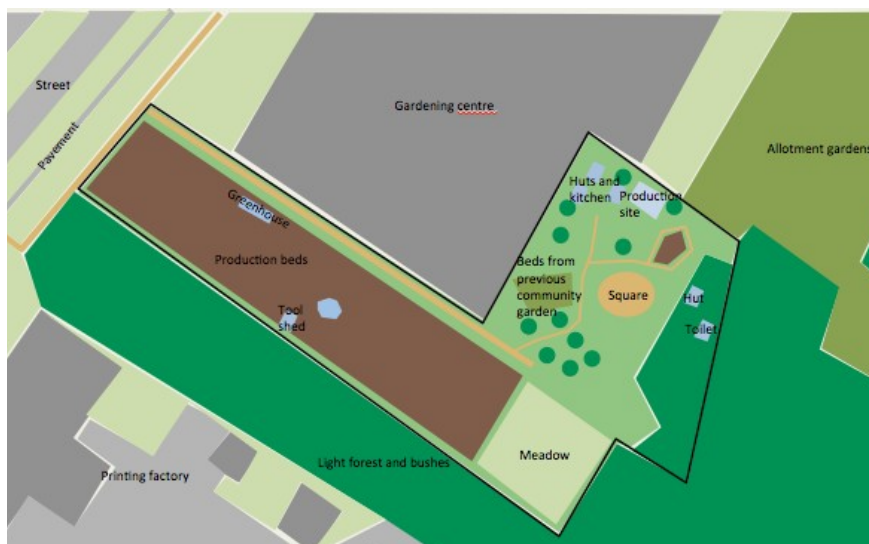 Street
Pavement
Gardening centre
Allotment gardens
Huts and
kitchen
Production
site
Greenhouse
Production beds
Beds from
previous
community
garden
Square
Hut
Toilet
Tool
shed
Meadow
Light forest and bushes
Printing factory